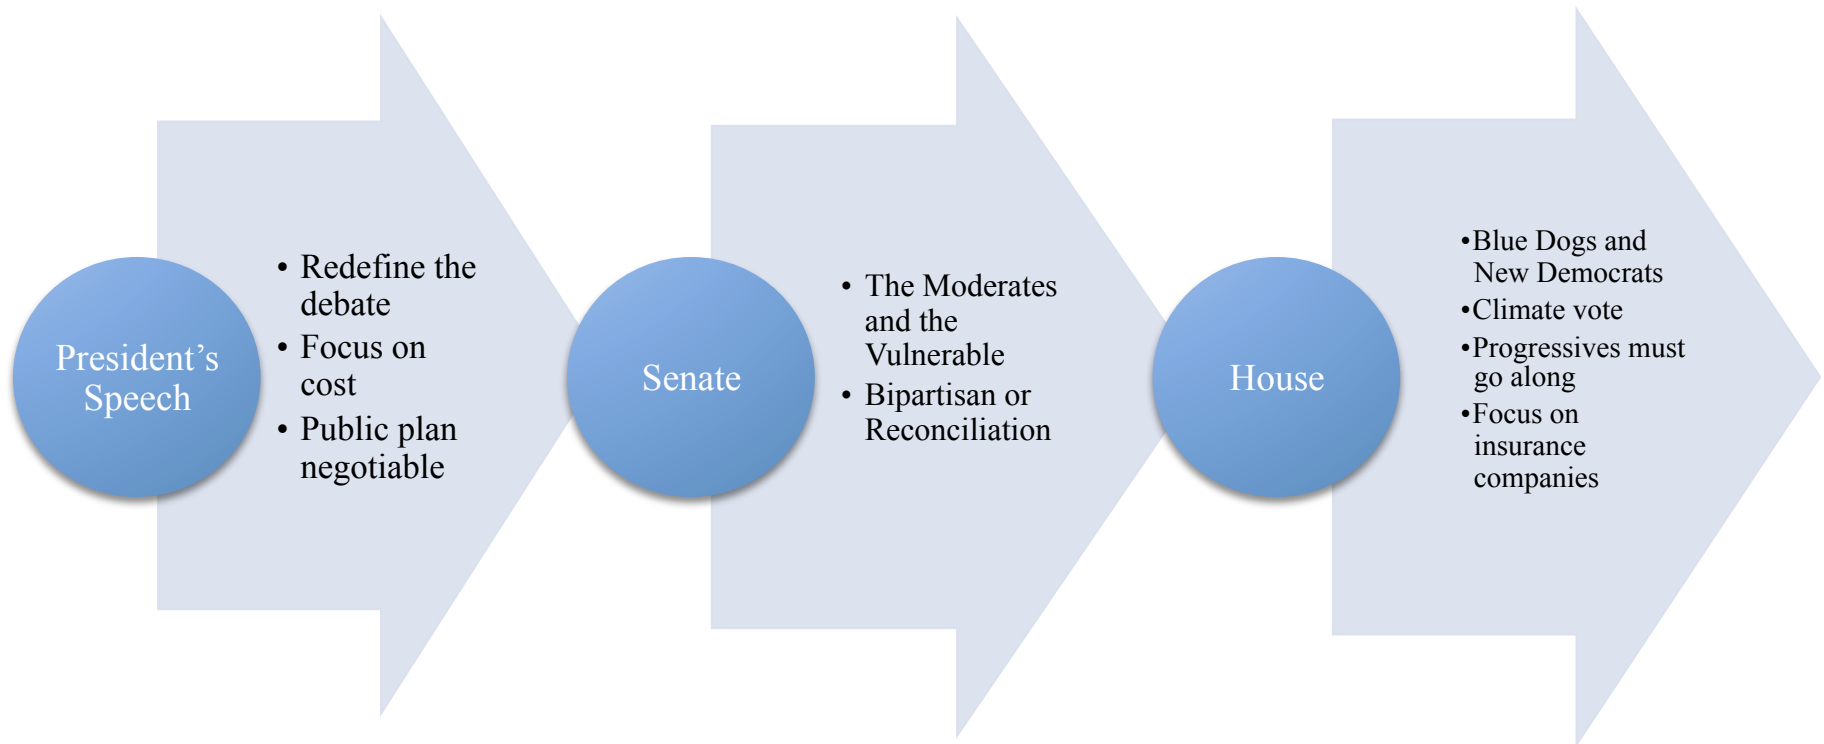 President’s
Speech
• Redefine the
debate
• Focus on
cost
• Public plan
negotiable
Senate
• The Moderates
and the
Vulnerable
• Bipartisan or
Reconciliation
House
•Blue Dogs and
New Democrats
•Climate vote
•Progressives must
go along
•Focus on
insurance
companies